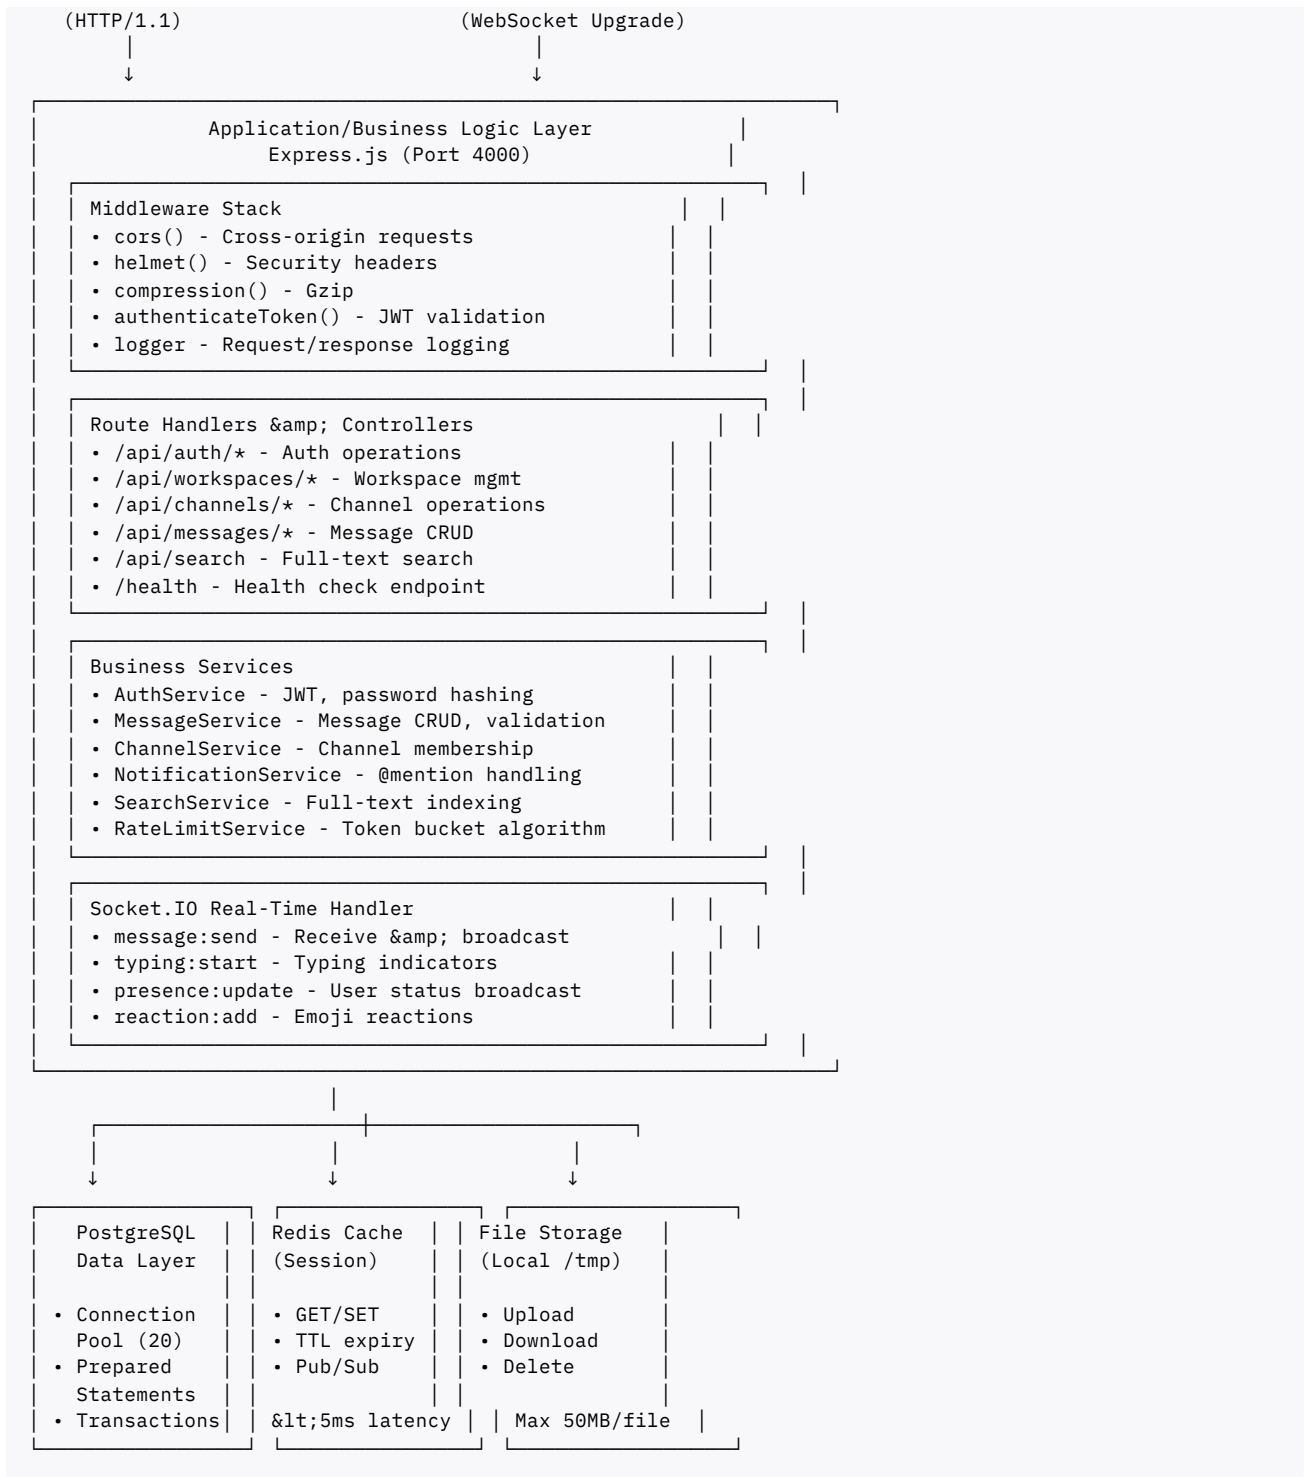 (HTTP/1.1) (WebSocket Upgrade)
Application/Business Logic Layer
Express.js (Port 4000)
Middleware Stack
• cors() - Cross-origin requests
• helmet() - Security headers
• compression() - Gzip
• authenticateToken() - JWT validation
• logger - Request/response logging
Route Handlers &amp; Controllers
• /api/auth/* - Auth operations
• /api/workspaces/* - Workspace mgmt
• /api/channels/* - Channel operations
• /api/messages/* - Message CRUD
• /api/search - Full-text search
• /health - Health check endpoint
Business Services
• AuthService - JWT, password hashing
• MessageService - Message CRUD, validation
• ChannelService - Channel membership
• NotificationService - @mention handling
• SearchService - Full-text indexing
• RateLimitService - Token bucket algorithm
Socket.IO Real-Time Handler
• message:send - Receive &amp; broadcast
• typing:start - Typing indicators
• presence:update - User status broadcast
• reaction:add - Emoji reactions
PostgreSQL Redis Cache File Storage
Data Layer (Session) (Local /tmp)
• Connection • GET/SET • Upload
Pool (20) • TTL expiry • Download
• Prepared • Pub/Sub • Delete
Statements
• Transactions &lt;5ms latency Max 50MB/file